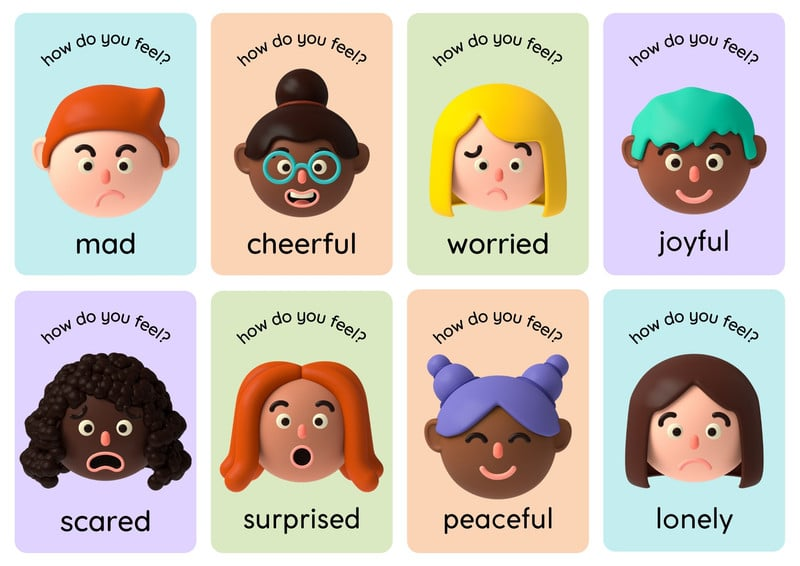 how do you feel?
mad
how do you feel?
cheerful
how do you feel?
worried
how do you feel?
joyful
how do you feel?
scared
how do you feel?
surprised
how do you feel?
peaceful
how do you feel?
lonely